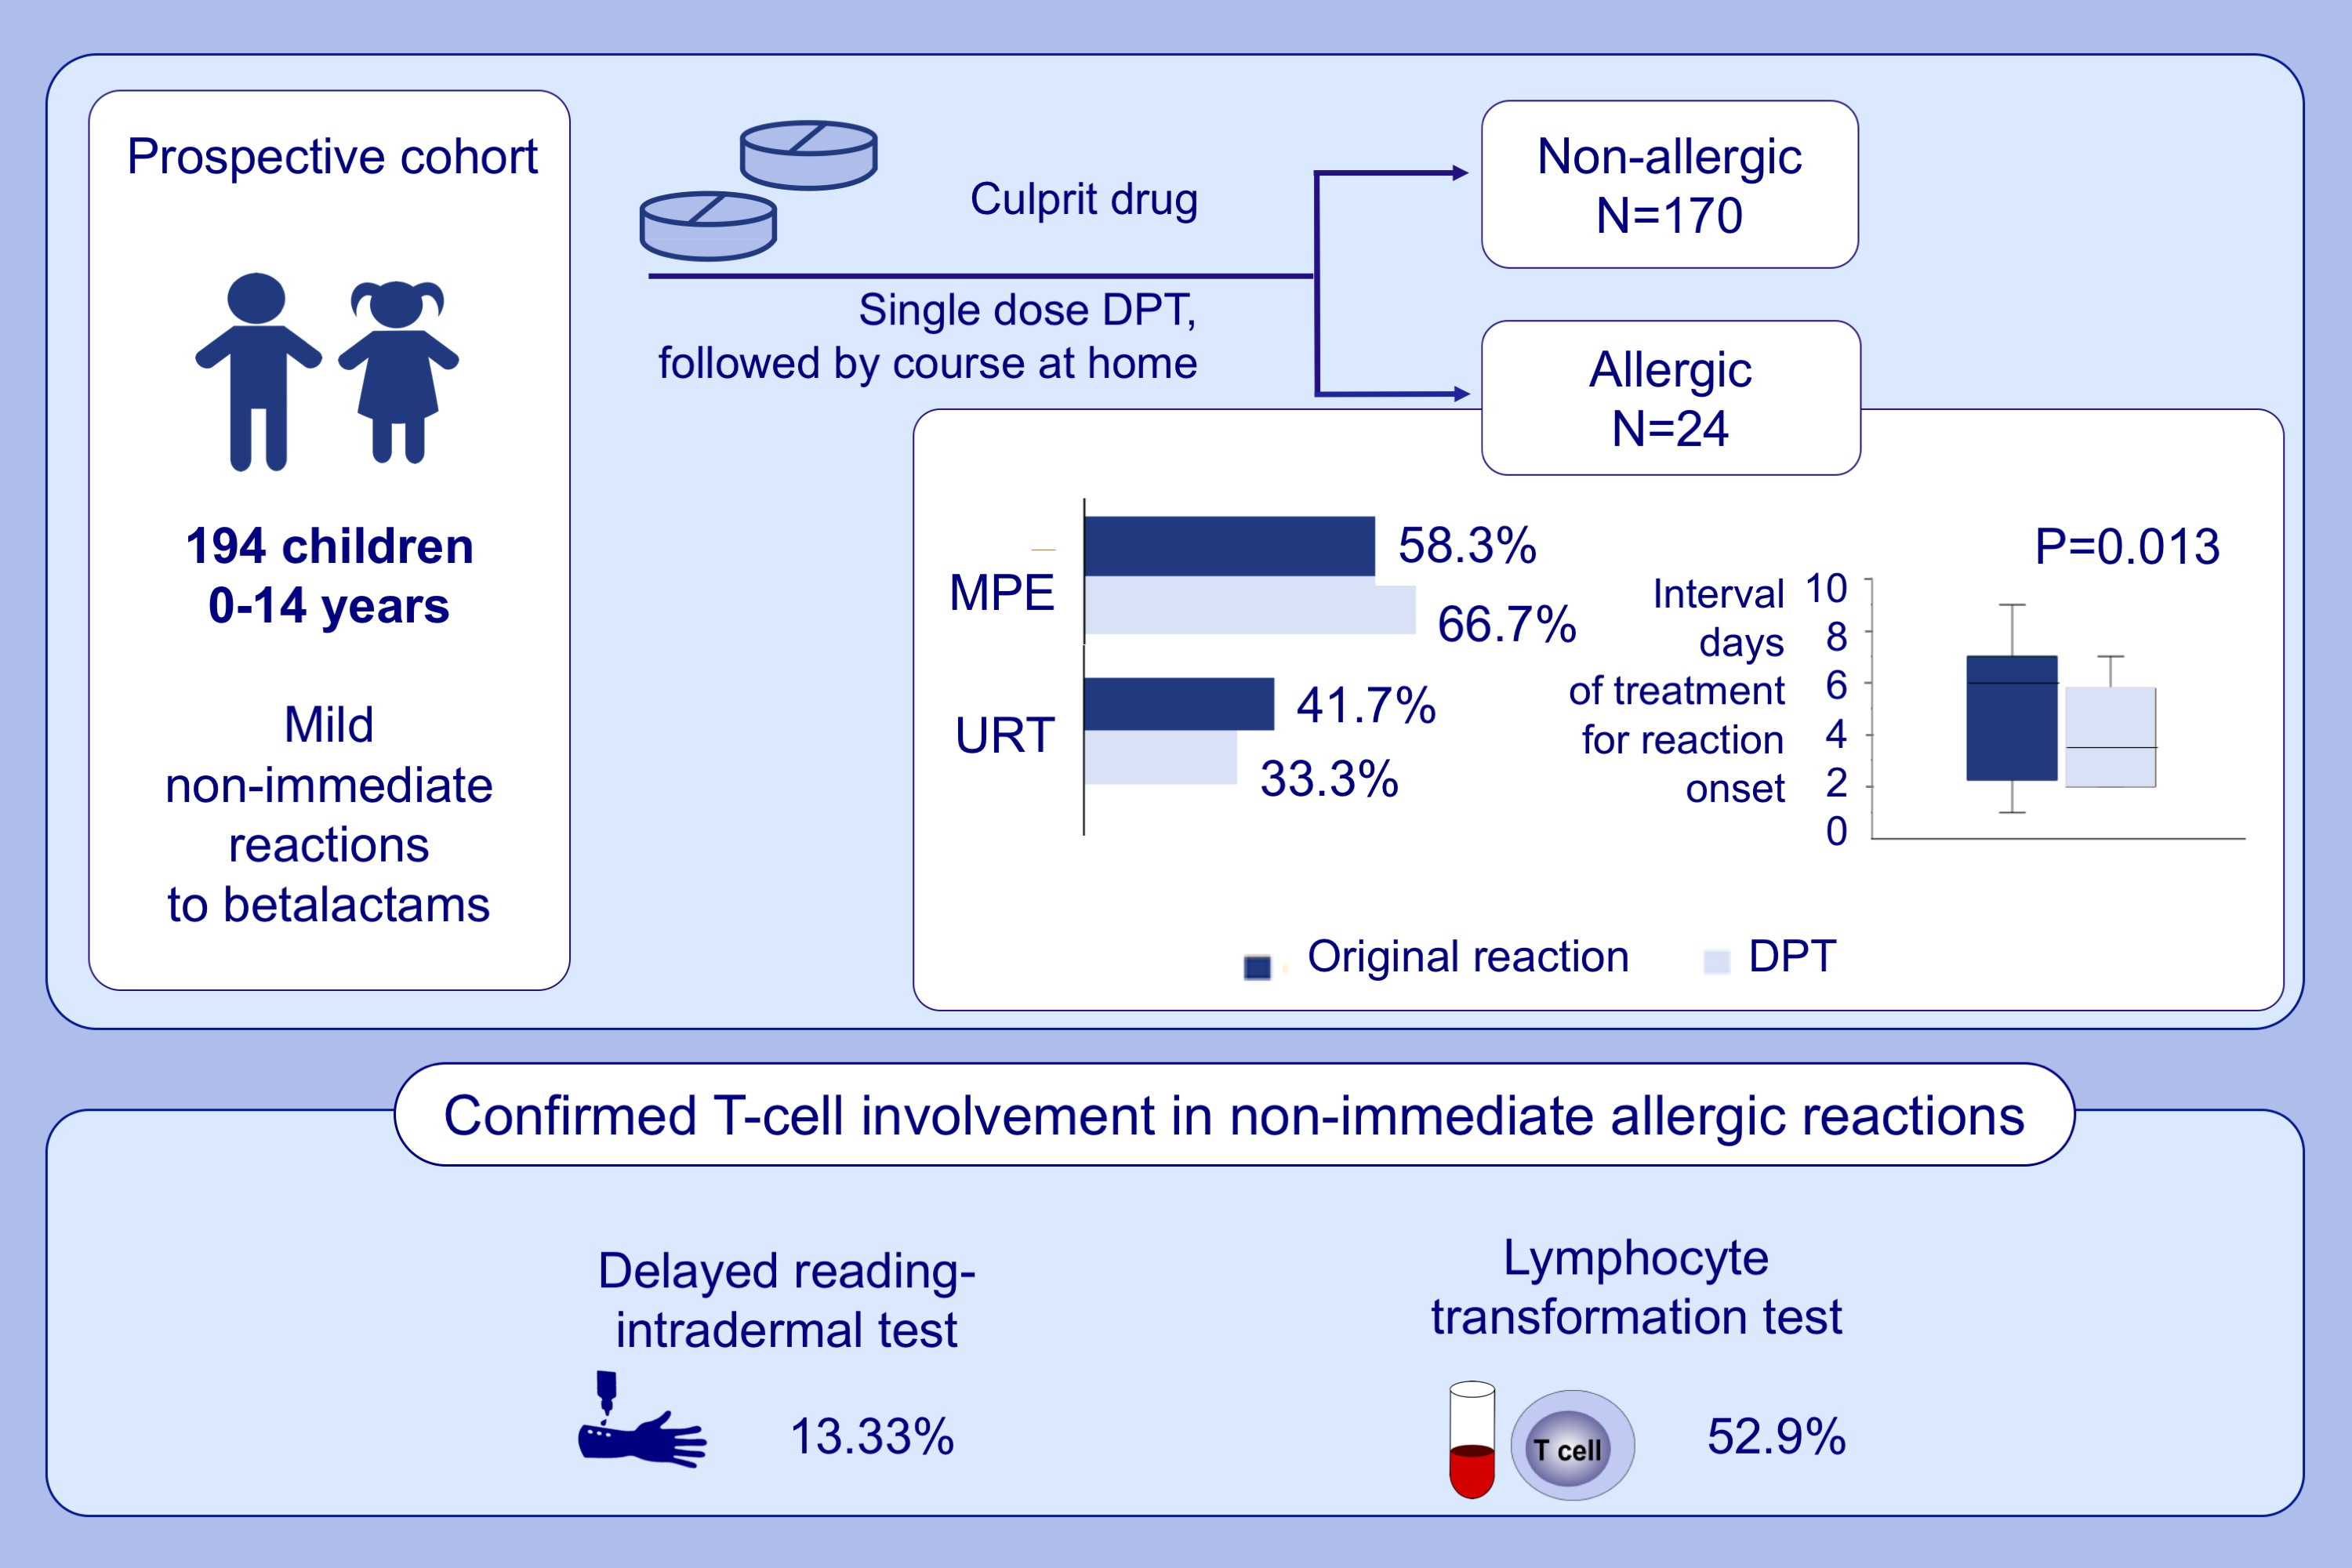 Prospective cohort
194 children
0-14 years
Mild
non-immediate
reactions
to betalactams
Culprit drug
Single dose DPT,
followed by course at home
Non-allergic
N=170
Allergic
N=24
MPE
58.3%
66.7%
URT
41.7%
33.3%
P=0.013
Interval
days
of treatment
for reaction
onset
10
8
6
4
2
0
Original reaction
DPT
Confirmed T-cell involvement in non-immediate allergic reactions
Delayed reading-
intradermal test
13.33%
Lymphocyte
transformation test
T cell
52.9%